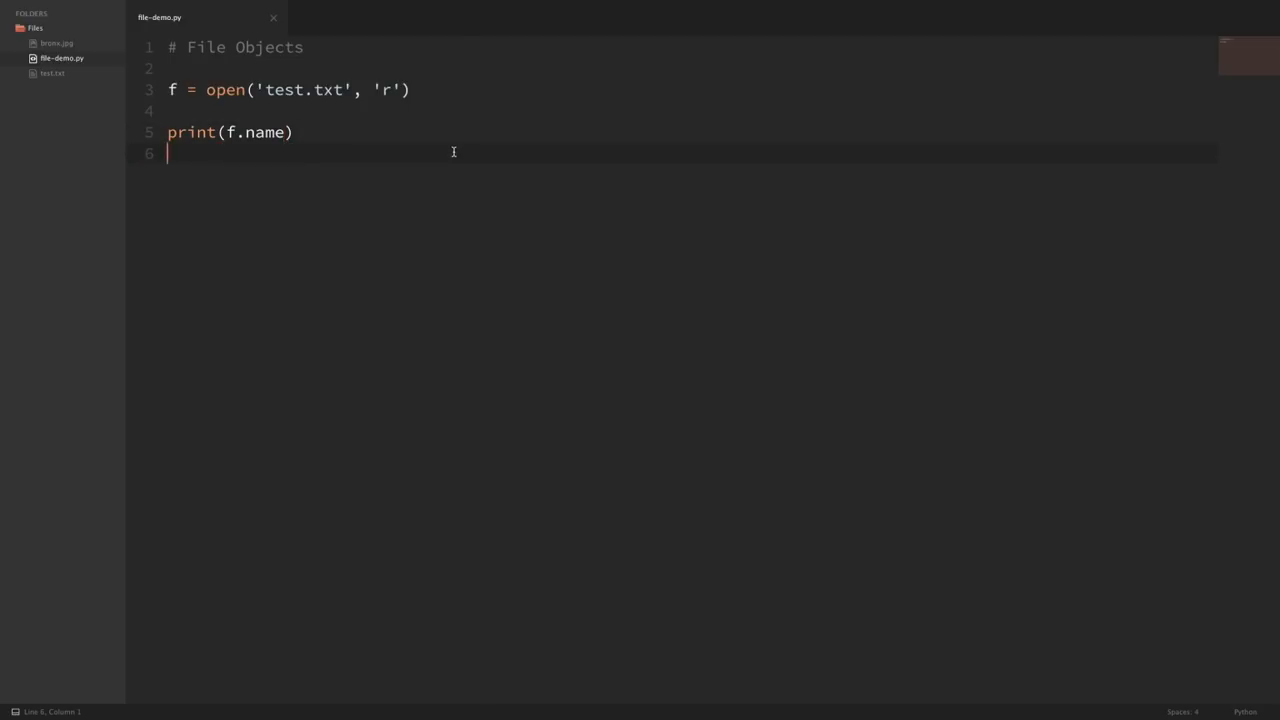 FOLDERS
Files
bronx.jpg
file-demo.py
test.txt
file-demo.py
1 # File Objects
2
3 f = open('test.txt', 'r')
4
5 print(f.name)
6
Line 6, Column 1
Spaces: 4
Python